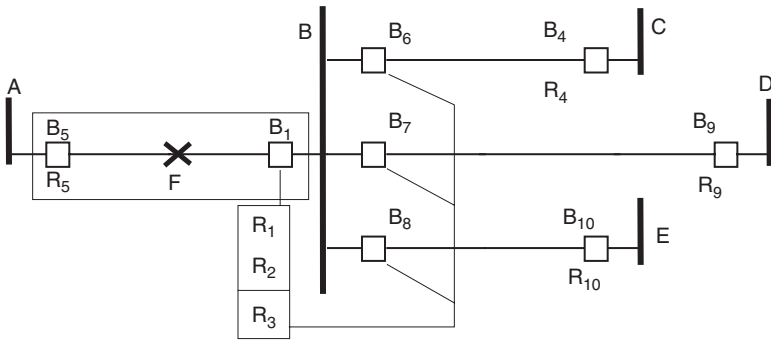 A
B
B₆
B₄
C
R₄
D
B₅
R₅
F
B₁
B₇
B₉
R₉
R₁
R₂
R₃
B₈
B₁₀
R₁₀
E